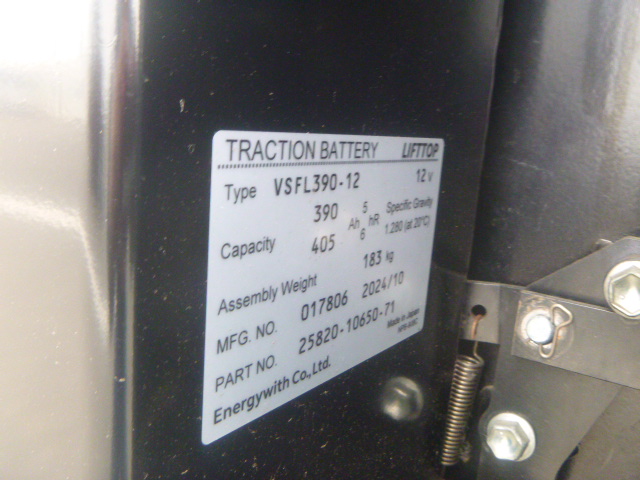 TRACTION BATTERY LIFTTOP
Type VSFL390-12 12 V
Capacity 390 Ah 5 hR Specific Gravity
405 6 1.280 (at 20°C)
Assembly Weight 183 kg
MFG. NO. 017806 2024/10
PART NO. 25820-10650-71
Energywith Co., Ltd. Made in Japan